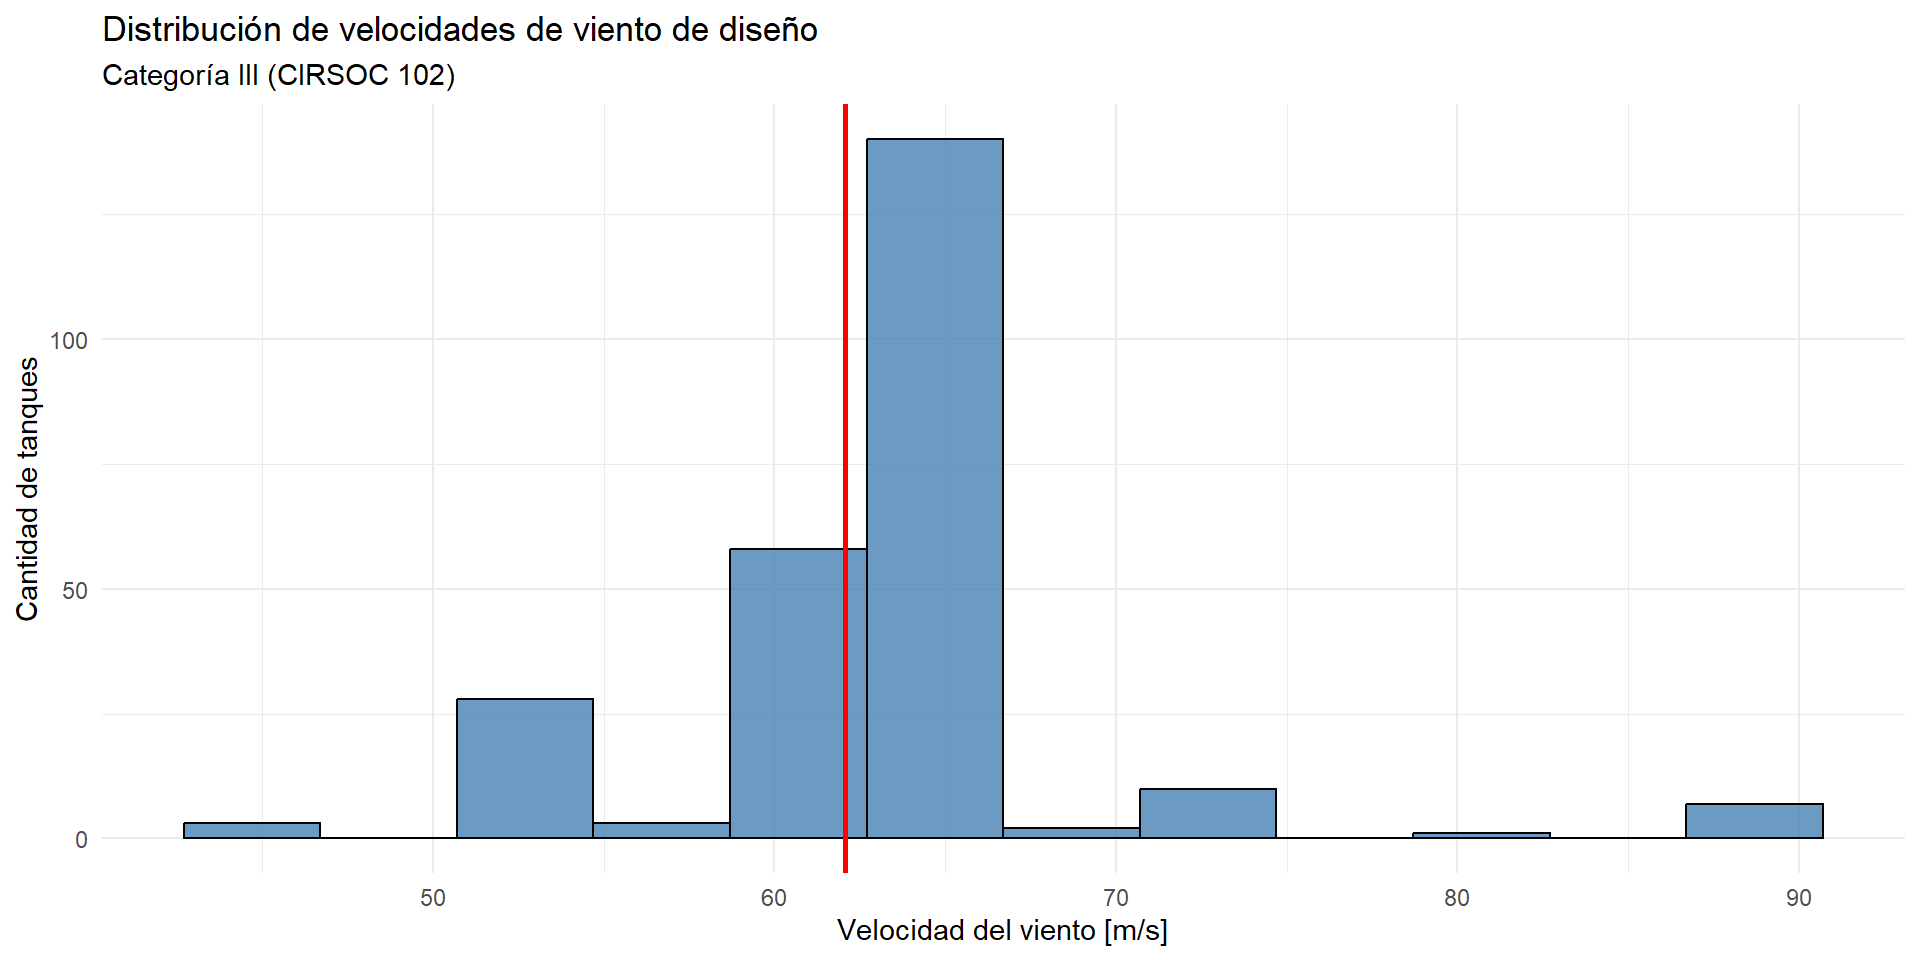 Distribución de velocidades de viento de diseño
Categoría III (CIRSOC 102)
Cantidad de tanques
100
50
0
50
60
70
80
90
Velocidad del viento [m/s]